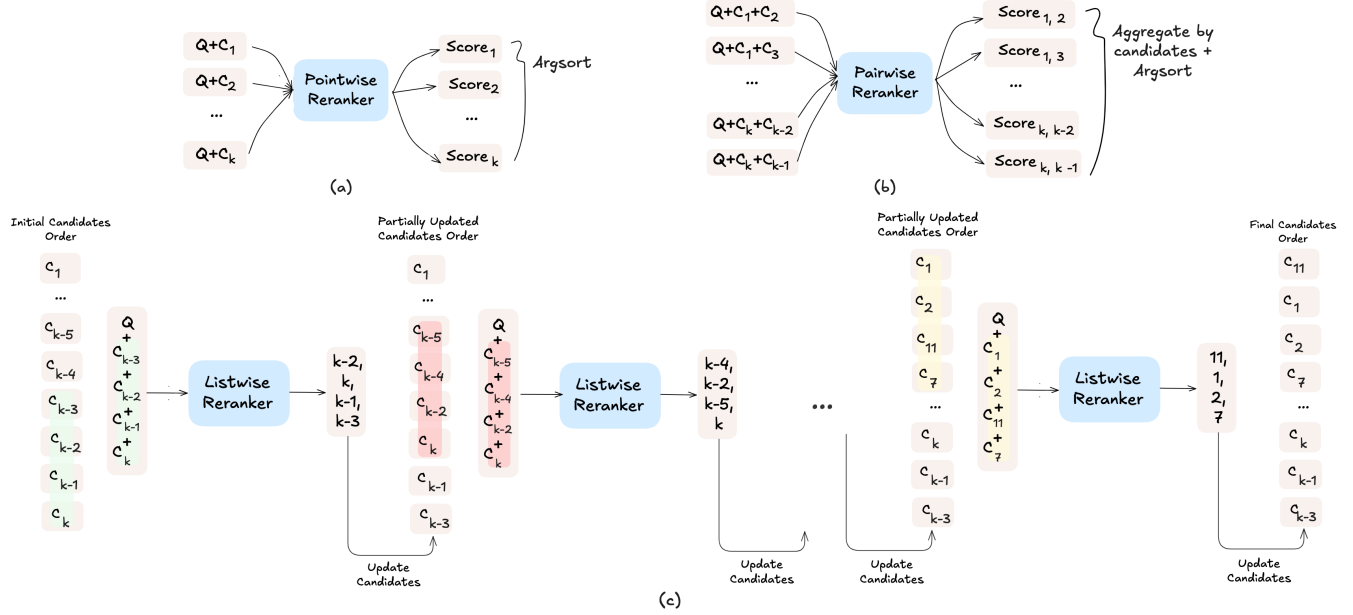 Q+C1
Q+C2
...
Q+Ck
Pointwise
Reranker
Score1
Score2
...
Scorek
Argsort
(a)
Q+C1+C2
Q+C1+C3
...
Q+Ck+Ck-2
Q+Ck+Ck-1
Pairwise
Reranker
Score1, 2
Score1, 3
...
Scorek, k-2
Scorek, k -1
Aggregate by
candidates +
Argsort
(b)
Initial Candidates
Order
C1
...
Ck-5
Ck-4
Ck-3
Ck-2
Ck-1
Ck
Q
+
Ck-3
+
Ck-2
+
Ck-1
+
Ck
Listwise
Reranker
k-2,
k,
k-1,
k-3
Update
Candidates
Partially Updated
Candidates Order
C1
...
Ck-5
Ck-4
Ck-2
Ck
Ck-1
Ck-3
Q
+
Ck-5
+
Ck-4
+
Ck-2
+
Ck
Listwise
Reranker
k-4,
k-2,
k-5,
k
Update
Candidates
...
Update
Candidates
Partially Updated
Candidates Order
C1
C2
C11
C7
...
Ck
Ck-1
Ck-3
Q
+
C1
+
C2
+
C11
+
C7
Listwise
Reranker
11,
1,
2,
7
Update
Candidates
Final Candidates
Order
C11
C1
C2
C7
...
Ck
Ck-1
Ck-3
(c)